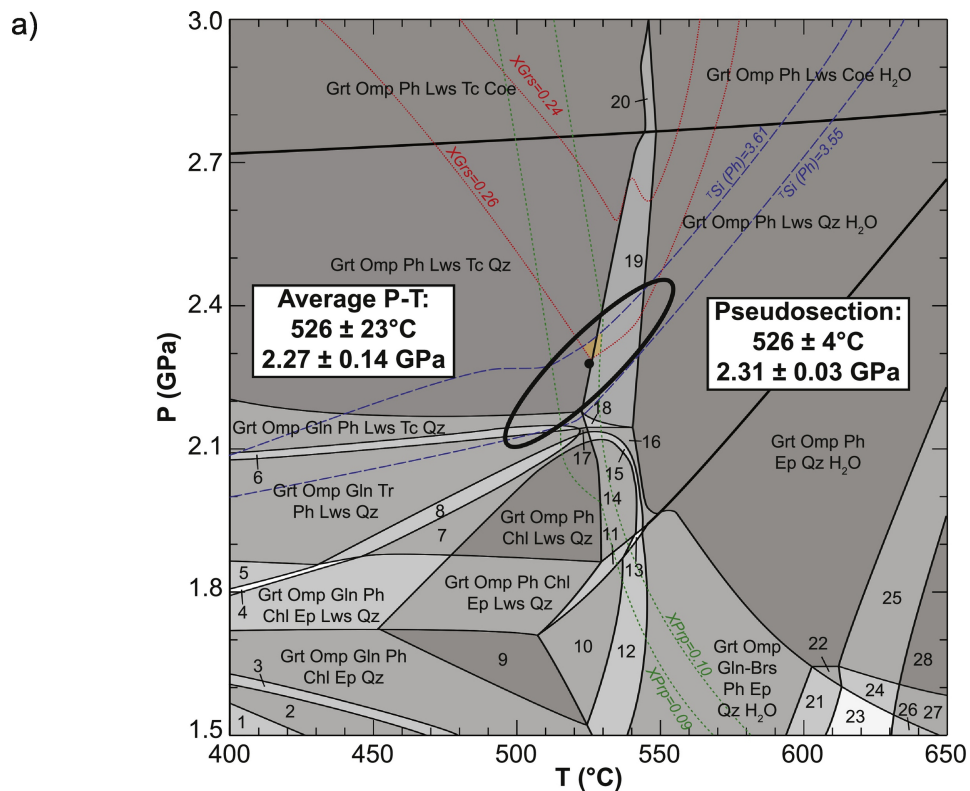 a)
3.0
2.7
2.4
2.1
1.8
1.5
P (GPa)
400
450
500
550
600
650
T (°C)
Grt Omp Ph Lws Tc Coe
XGrs=0.24
20
Grt Omp Ph Lws Coe H₂O
XGrs=0.26
ᵀSi (Ph)=3.61
ᵀSi (Ph)=3.55
Grt Omp Ph Lws Qz H₂O
Grt Omp Ph Lws Tc Qz
19
Average P-T:
526 ± 23°C
2.27 ± 0.14 GPa
Pseudosection:
526 ± 4°C
2.31 ± 0.03 GPa
18
Grt Omp Gln Ph Lws Tc Qz
16
Grt Omp Ph
Ep Qz H₂O
6
17
15
Grt Omp Gln Tr
Ph Lws Qz
8
7
14
Grt Omp Ph
Chl Lws Qz
11
13
5
4
Grt Omp Gln Ph
Chl Ep Lws Qz
Grt Omp Ph Chl
Ep Lws Qz
25
3
Grt Omp Gln Ph
Chl Ep Qz
9
10
12
XPrp=0.10
XPrp=0.09
Grt Omp
Gln-Brs
Ph Ep
Qz H₂O
22
28
21
24
23
26
27
1
2